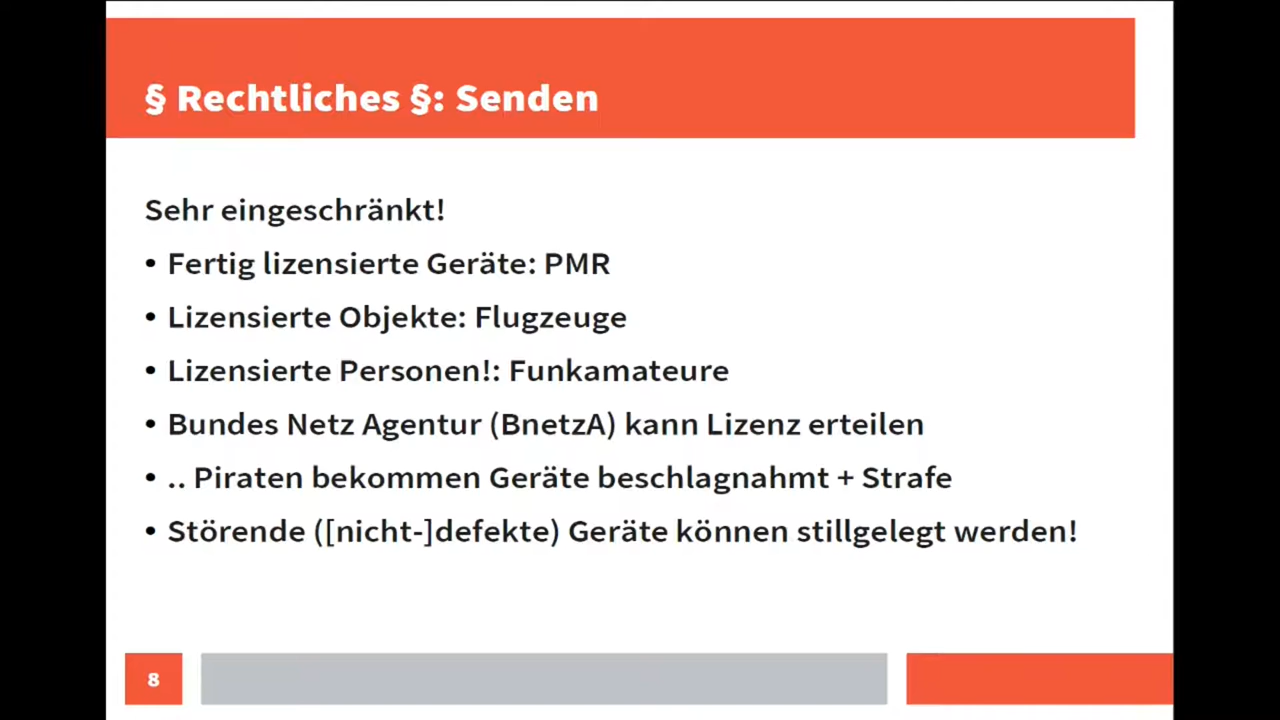 § Rechtliches §: Senden
Sehr eingeschränkt!
• Fertig lizensierte Geräte: PMR
• Lizensierte Objekte: Flugzeuge
• Lizensierte Personen!: Funkamateure
• Bundes Netz Agentur (BnetzA) kann Lizenz erteilen
• .. Piraten bekommen Geräte beschlagnahmt + Strafe
• Störende ([nicht-]defekte) Geräte können stillgelegt werden!
8